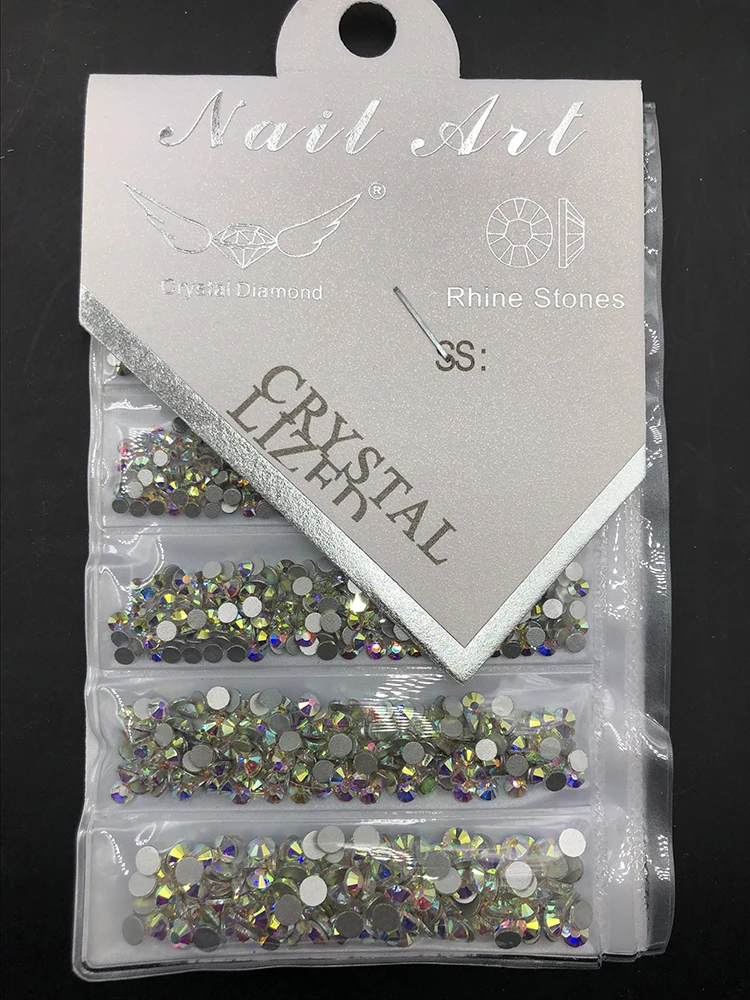 Nail Art
®
Crystal Diamond
Rhine Stones
SS:
CRYSTAL
LIZED